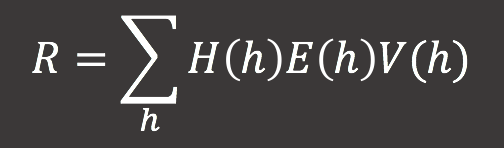 R = ∑ H(h)E(h)V(h)
h